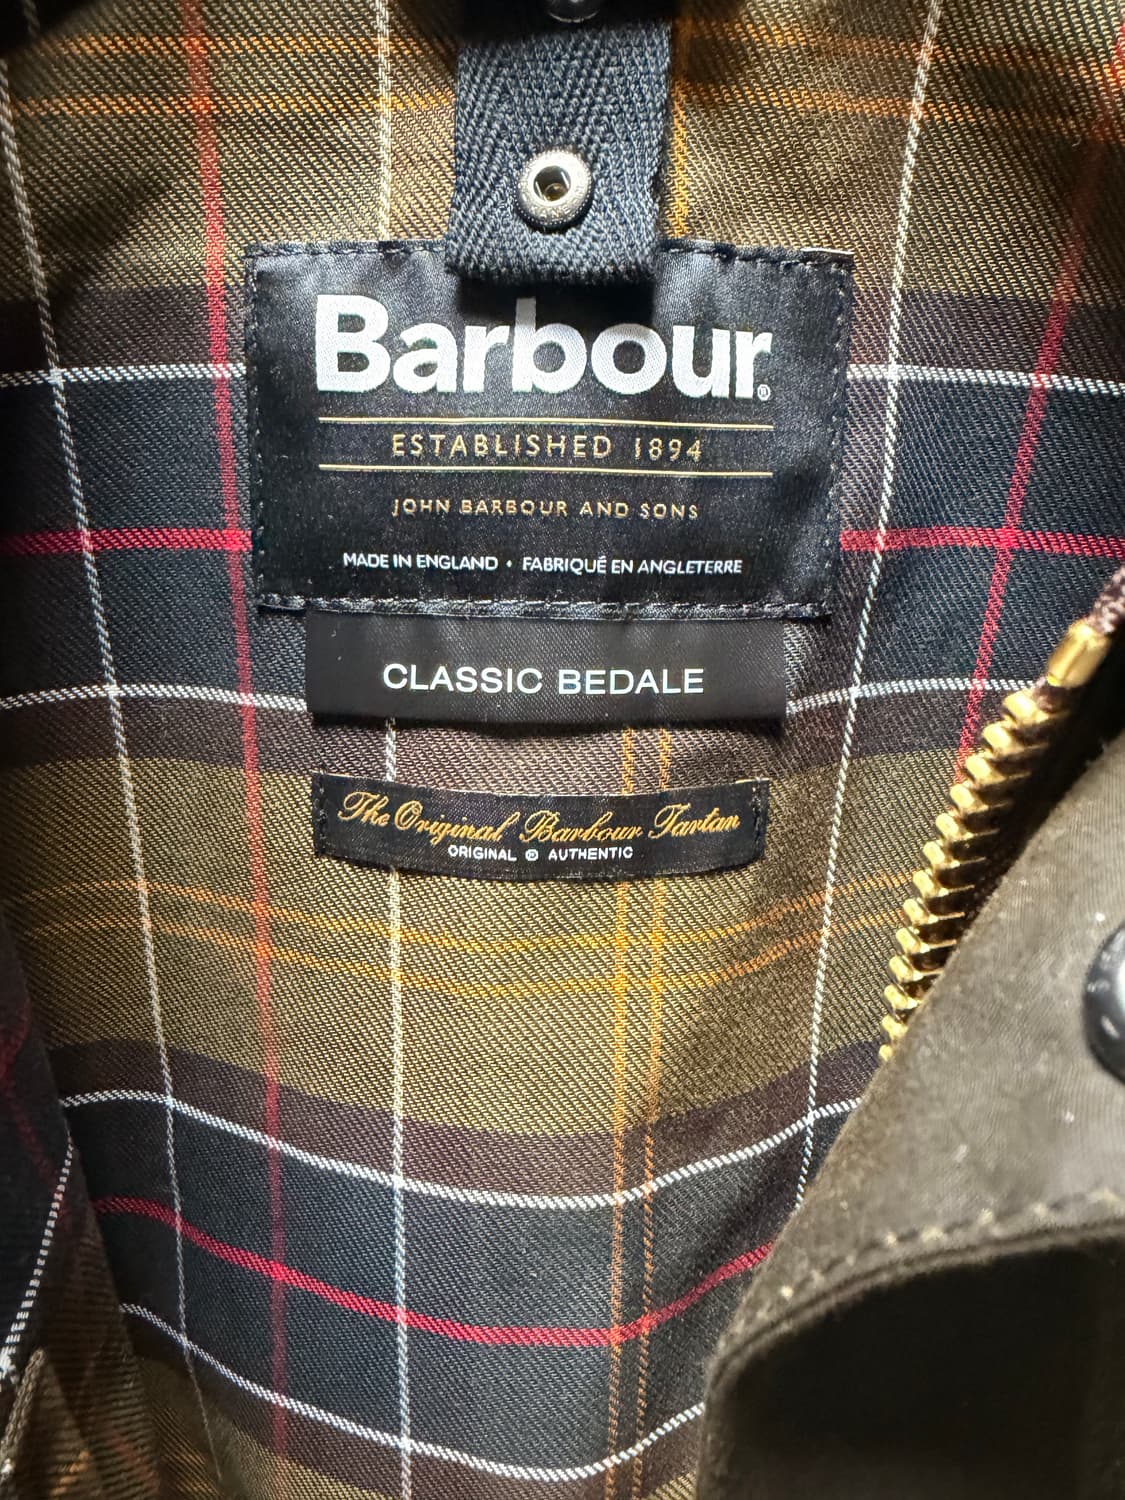 Barbour®
ESTABLISHED 1894
JOHN BARBOUR AND SONS
MADE IN ENGLAND • FABRIQUÉ EN ANGLETERRE
CLASSIC BEDALE
The Original Barbour Tartan
ORIGINAL ® AUTHENTIC